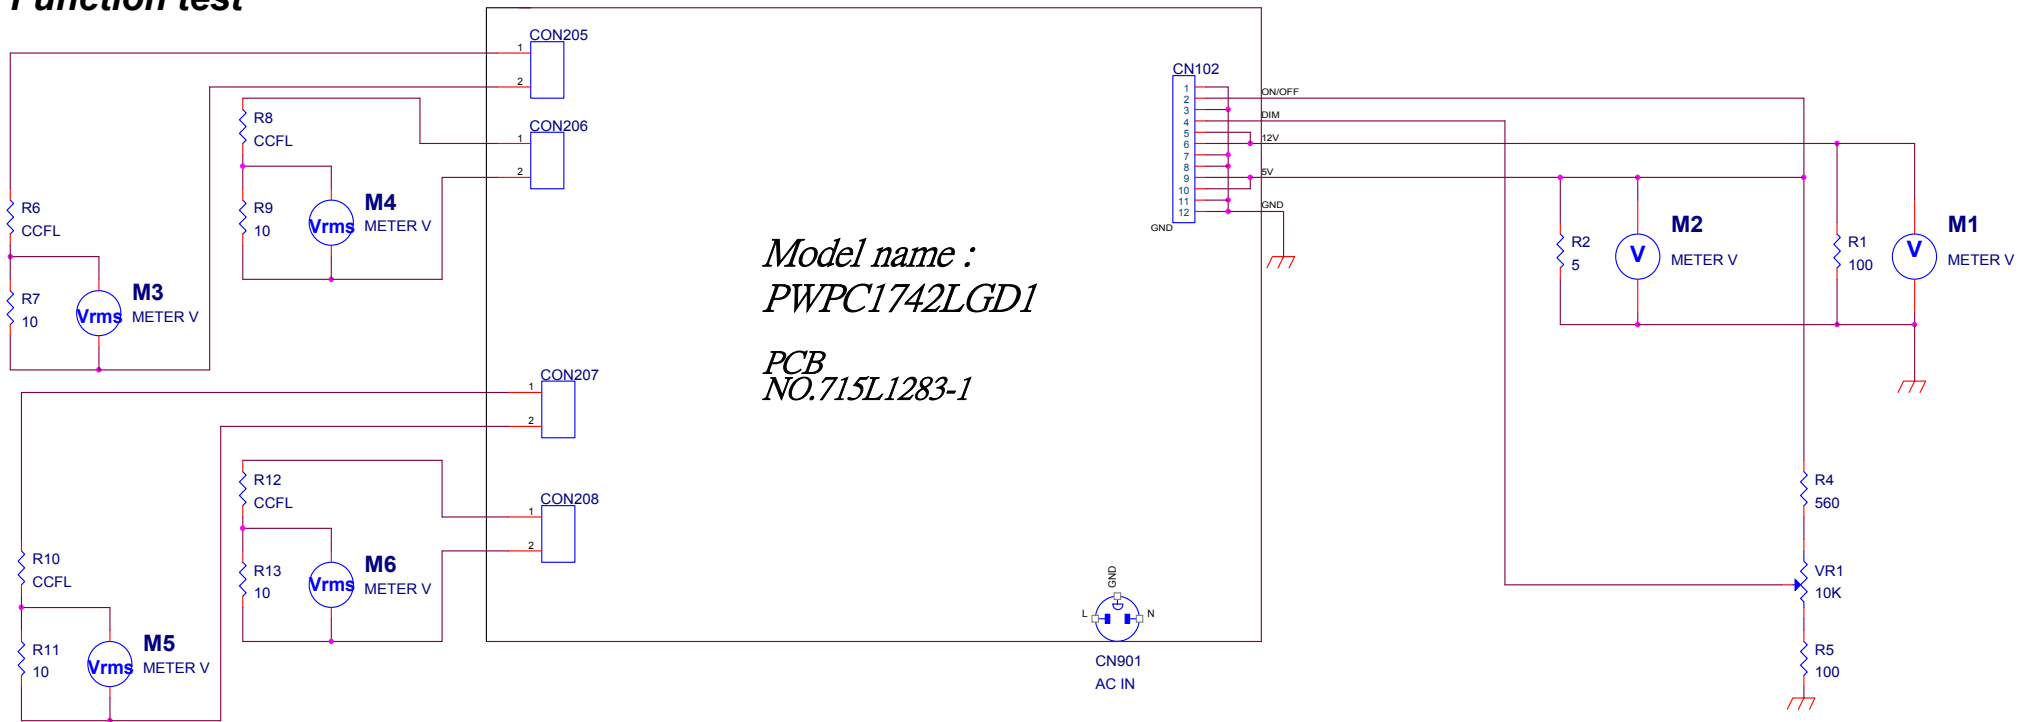 Function test
CON205
1
2
CON206
1
2
R8
CCFL
R9
10
Vrms
M4
METER V
R6
CCFL
R7
10
Vrms
M3
METER V
CON207
1
2
CON208
1
2
R12
CCFL
R13
10
Vrms
M6
METER V
R10
CCFL
R11
10
Vrms
M5
METER V
Model name :
PWPC1742LGD1
PCB
NO.715L1283-1
CN102
1
2
3
4
5
6
7
8
9
10
11
12
GND
ON/OFF
DIM
12V
5V
GND
R2
5
V
M2
METER V
R1
100
V
M1
METER V
R4
560
VR1
10K
R5
100
GND
L
N
CN901
AC IN